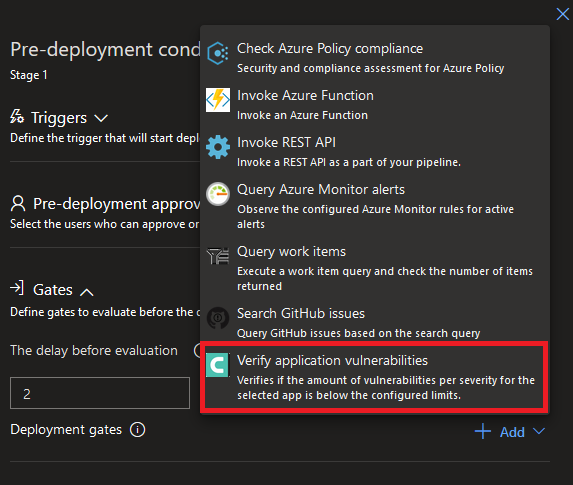 Pre-deployment cond
Stage 1
Triggers
Define the trigger that will start depl
Pre-deployment approv
Select the users who can approve or
Gates
Define gates to evaluate before the d
The delay before evaluation
2
Deployment gates
Add
Check Azure Policy compliance
Security and compliance assessment for Azure Policy
Invoke Azure Function
Invoke an Azure Function
Invoke REST API
Invoke a REST API as a part of your pipeline.
Query Azure Monitor alerts
Observe the configured Azure Monitor rules for active
alerts
Query work items
Execute a work item query and check the number of items
returned
Search GitHub issues
Query GitHub issues based on the search query
C
Verify application vulnerabilities
Verifies if the amount of vulnerabilities per severity for the
selected app is below the configured limits.